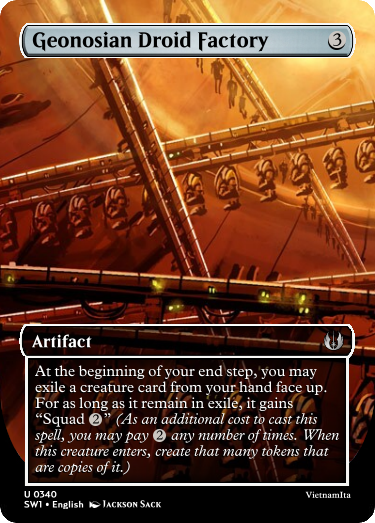 Geonosian Droid Factory 3
Artifact
At the beginning of your end step, you may
exile a creature card from your hand face up.
For as long as it remain in exile, it gains
“Squad 2” (As an additional cost to cast this
spell, you may pay 2 any number of times. When
this creature enters, create that many tokens that
are copies of it.)
U 0340
SW1 • English Jackson Sack
VietnamIta